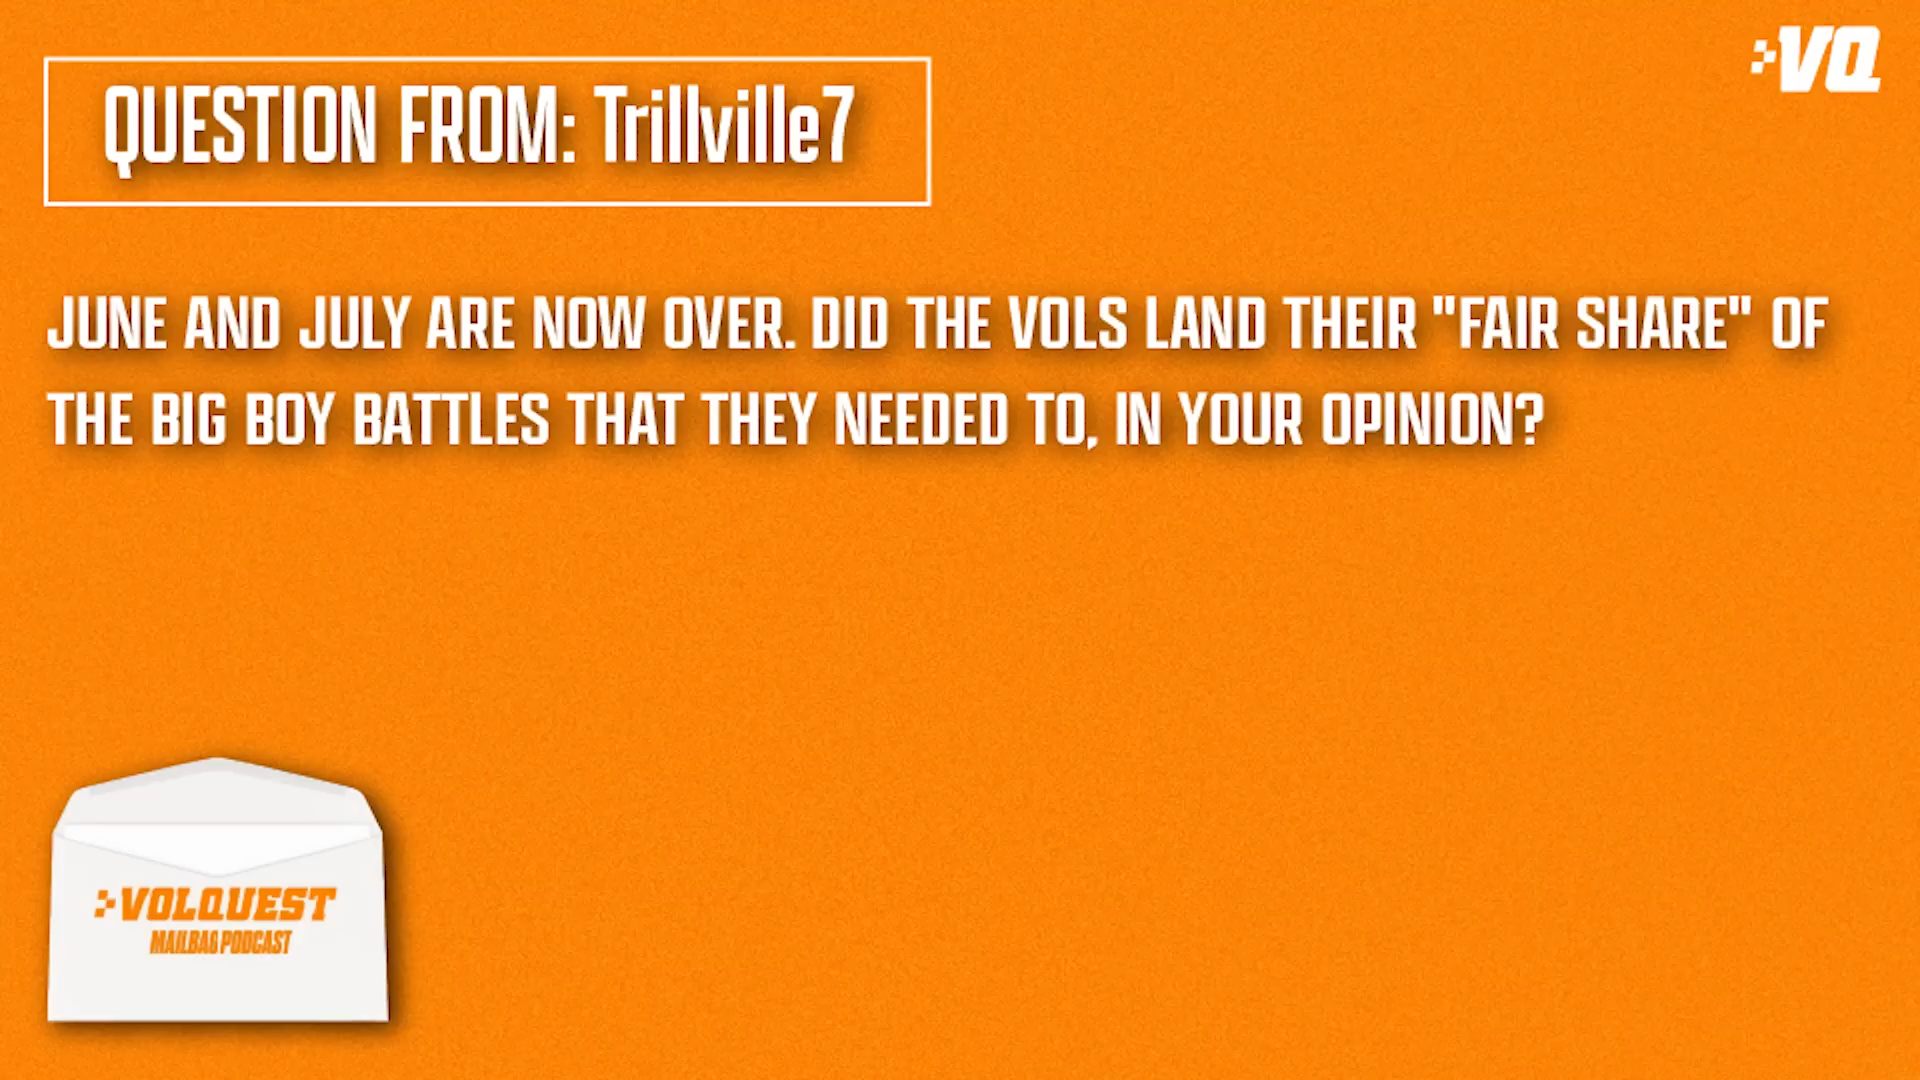 VQ
QUESTION FROM: Trillville7
JUNE AND JULY ARE NOW OVER. DID THE VOLS LAND THEIR "FAIR SHARE" OF
THE BIG BOY BATTLES THAT THEY NEEDED TO, IN YOUR OPINION?
VOLQUEST
MAILBAG PODCAST